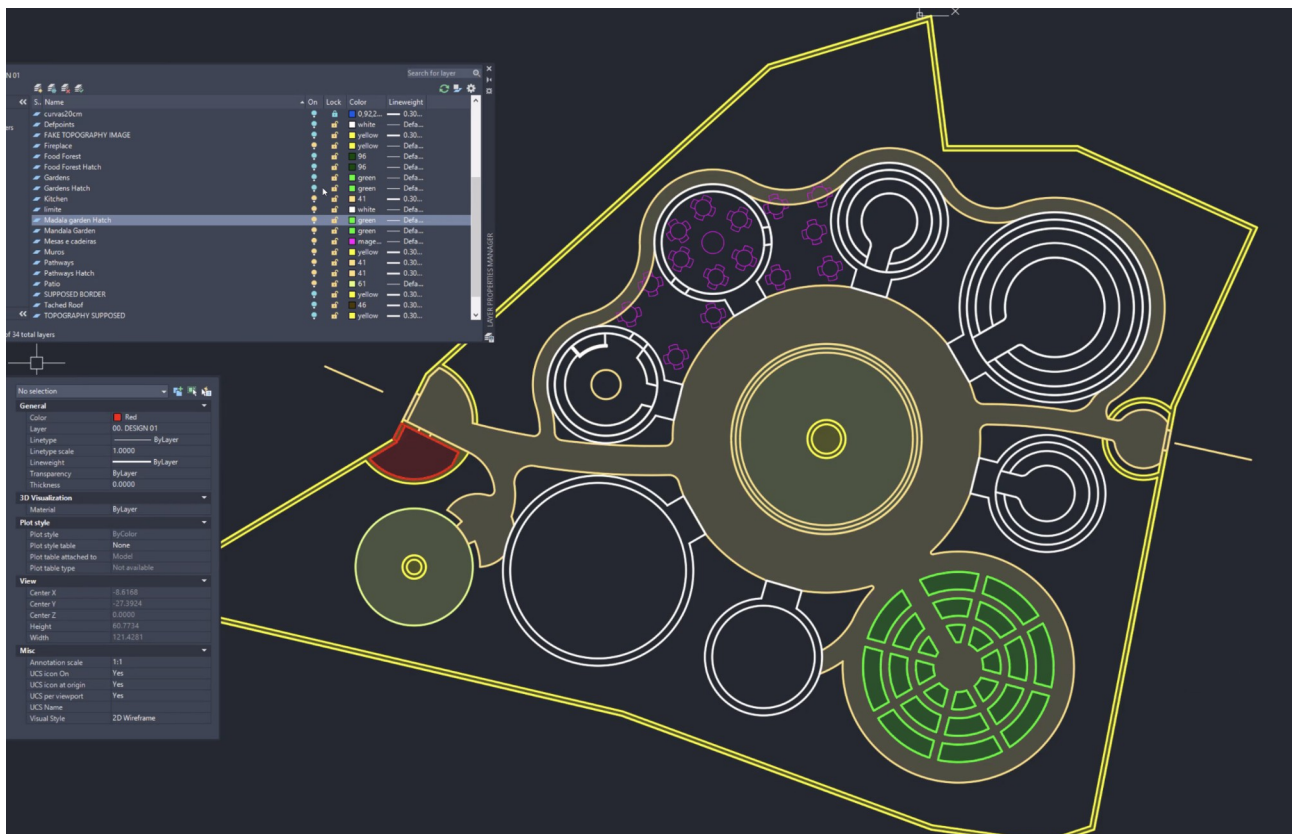 GN 01
Search for layer
S.. Name On Lock Color Lineweight
curvas20cm 0,92,2... 0.30...
Defpoints white Defa...
FAKE TOPOGRAPHY IMAGE yellow 0.30...
Fireplace yellow 0.30...
Food Forest 96 Defa...
Food Forest Hatch 96 Defa...
Gardens green Defa...
Gardens Hatch green Defa...
Kitchen 41 0.30...
limite white Defa...
Madala garden Hatch green Defa...
Mandala Garden green Defa...
Mesas e cadeiras image... Defa...
Muros yellow 0.30...
Pathways 41 0.30...
Pathways Hatch 41 0.30...
Patio 61 Defa...
SUPPOSED BORDER yellow 0.30...
Tached Roof 46 0.30...
TOPOGRAPHY SUPPOSED yellow 0.30...
ers
of 34 total layers
LAYER PROPERTIES MANAGER
No selection
General
Color Red
Layer 00. DESIGN 01
Linetype ByLayer
Linetype scale 1.0000
Lineweight ByLayer
Transparency ByLayer
Thickness 0.0000
3D Visualization
Material ByLayer
Plot style
Plot style ByColor
Plot style table None
Plot table attached to Model
Plot table type Not available
View
Center X -8.6168
Center Y -27.3924
Center Z 0.0000
Height 60.7734
Width 121.4281
Misc
Annotation scale 1:1
UCS icon On Yes
UCS icon at origin Yes
UCS per viewport Yes
UCS Name
Visual Style 2D Wireframe
X